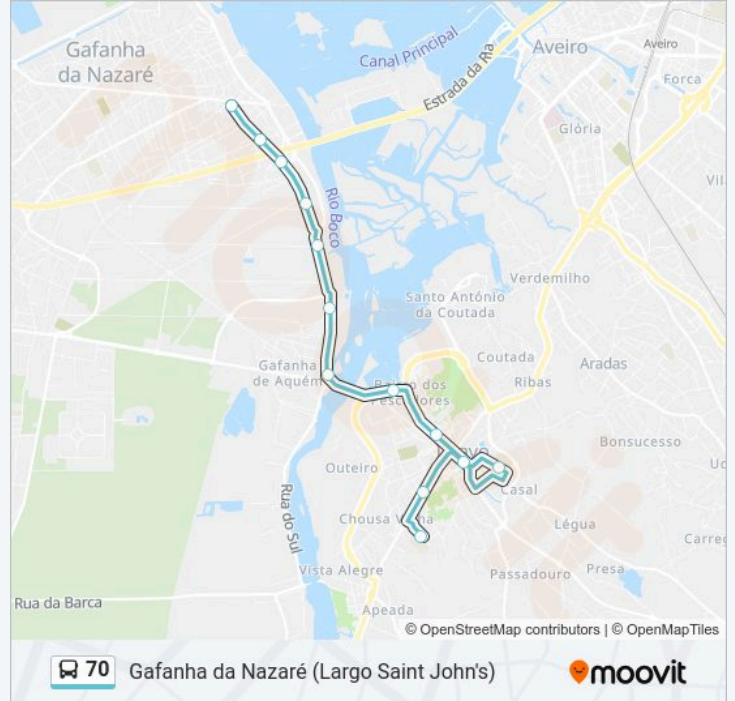 Gafanha
da Nazaré
Canal Principal
Aveiro
Aveiro
Estrada da Ria
Forca
Glória
Vil
Rio Boco
Verdemilho
Santo António
da Coutada
Coutada
Gafanha
de Aquém
Aradas
Ribas
Bonsucesso
Outeiro
Casal
Rua do Sul
Légua
Carreg
Vista Alegre
Passadouro
Presa
Rua da Barca
Apeada
© OpenStreetMap contributors | © OpenMapTiles
70 Gafanha da Nazaré (Largo Saint John's)
moovit